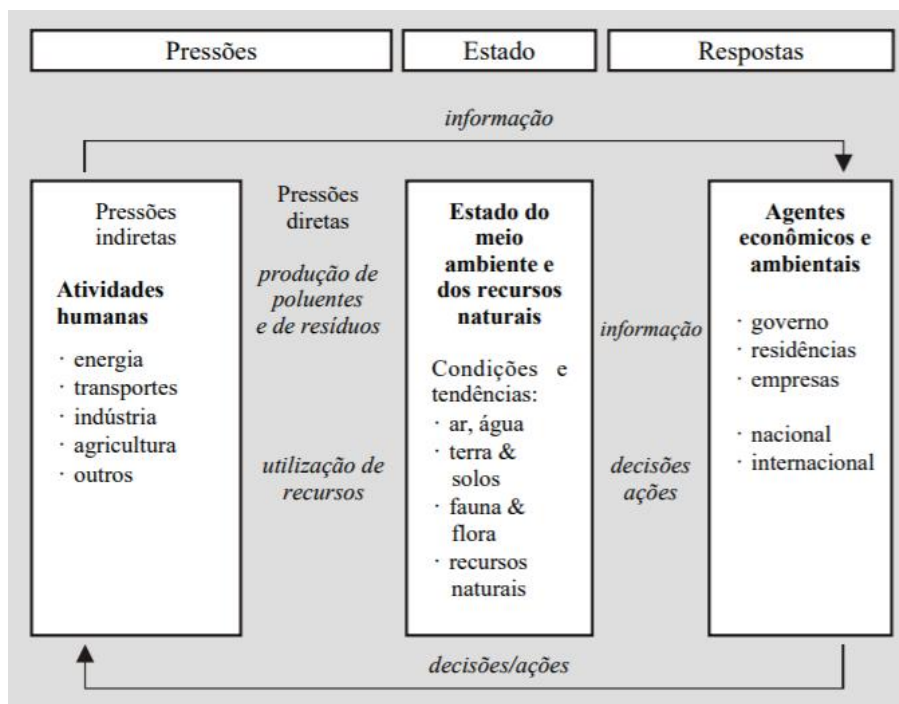 Pressões
Estado
Respostas
informação
Pressões
indiretas
Atividades
humanas
· energia
· transportes
· indústria
· agricultura
· outros
Pressões
diretas
produção de
poluentes
e de resíduos
utilização de
recursos
Estado do
meio
ambiente e
dos recursos
naturais
Condições e
tendências:
· ar, água
· terra &
solos
· fauna &
flora
· recursos
naturais
informação
decisões
ações
Agentes
econômicos e
ambientais
· governo
· residências
· empresas
· nacional
· internacional
decisões/ações